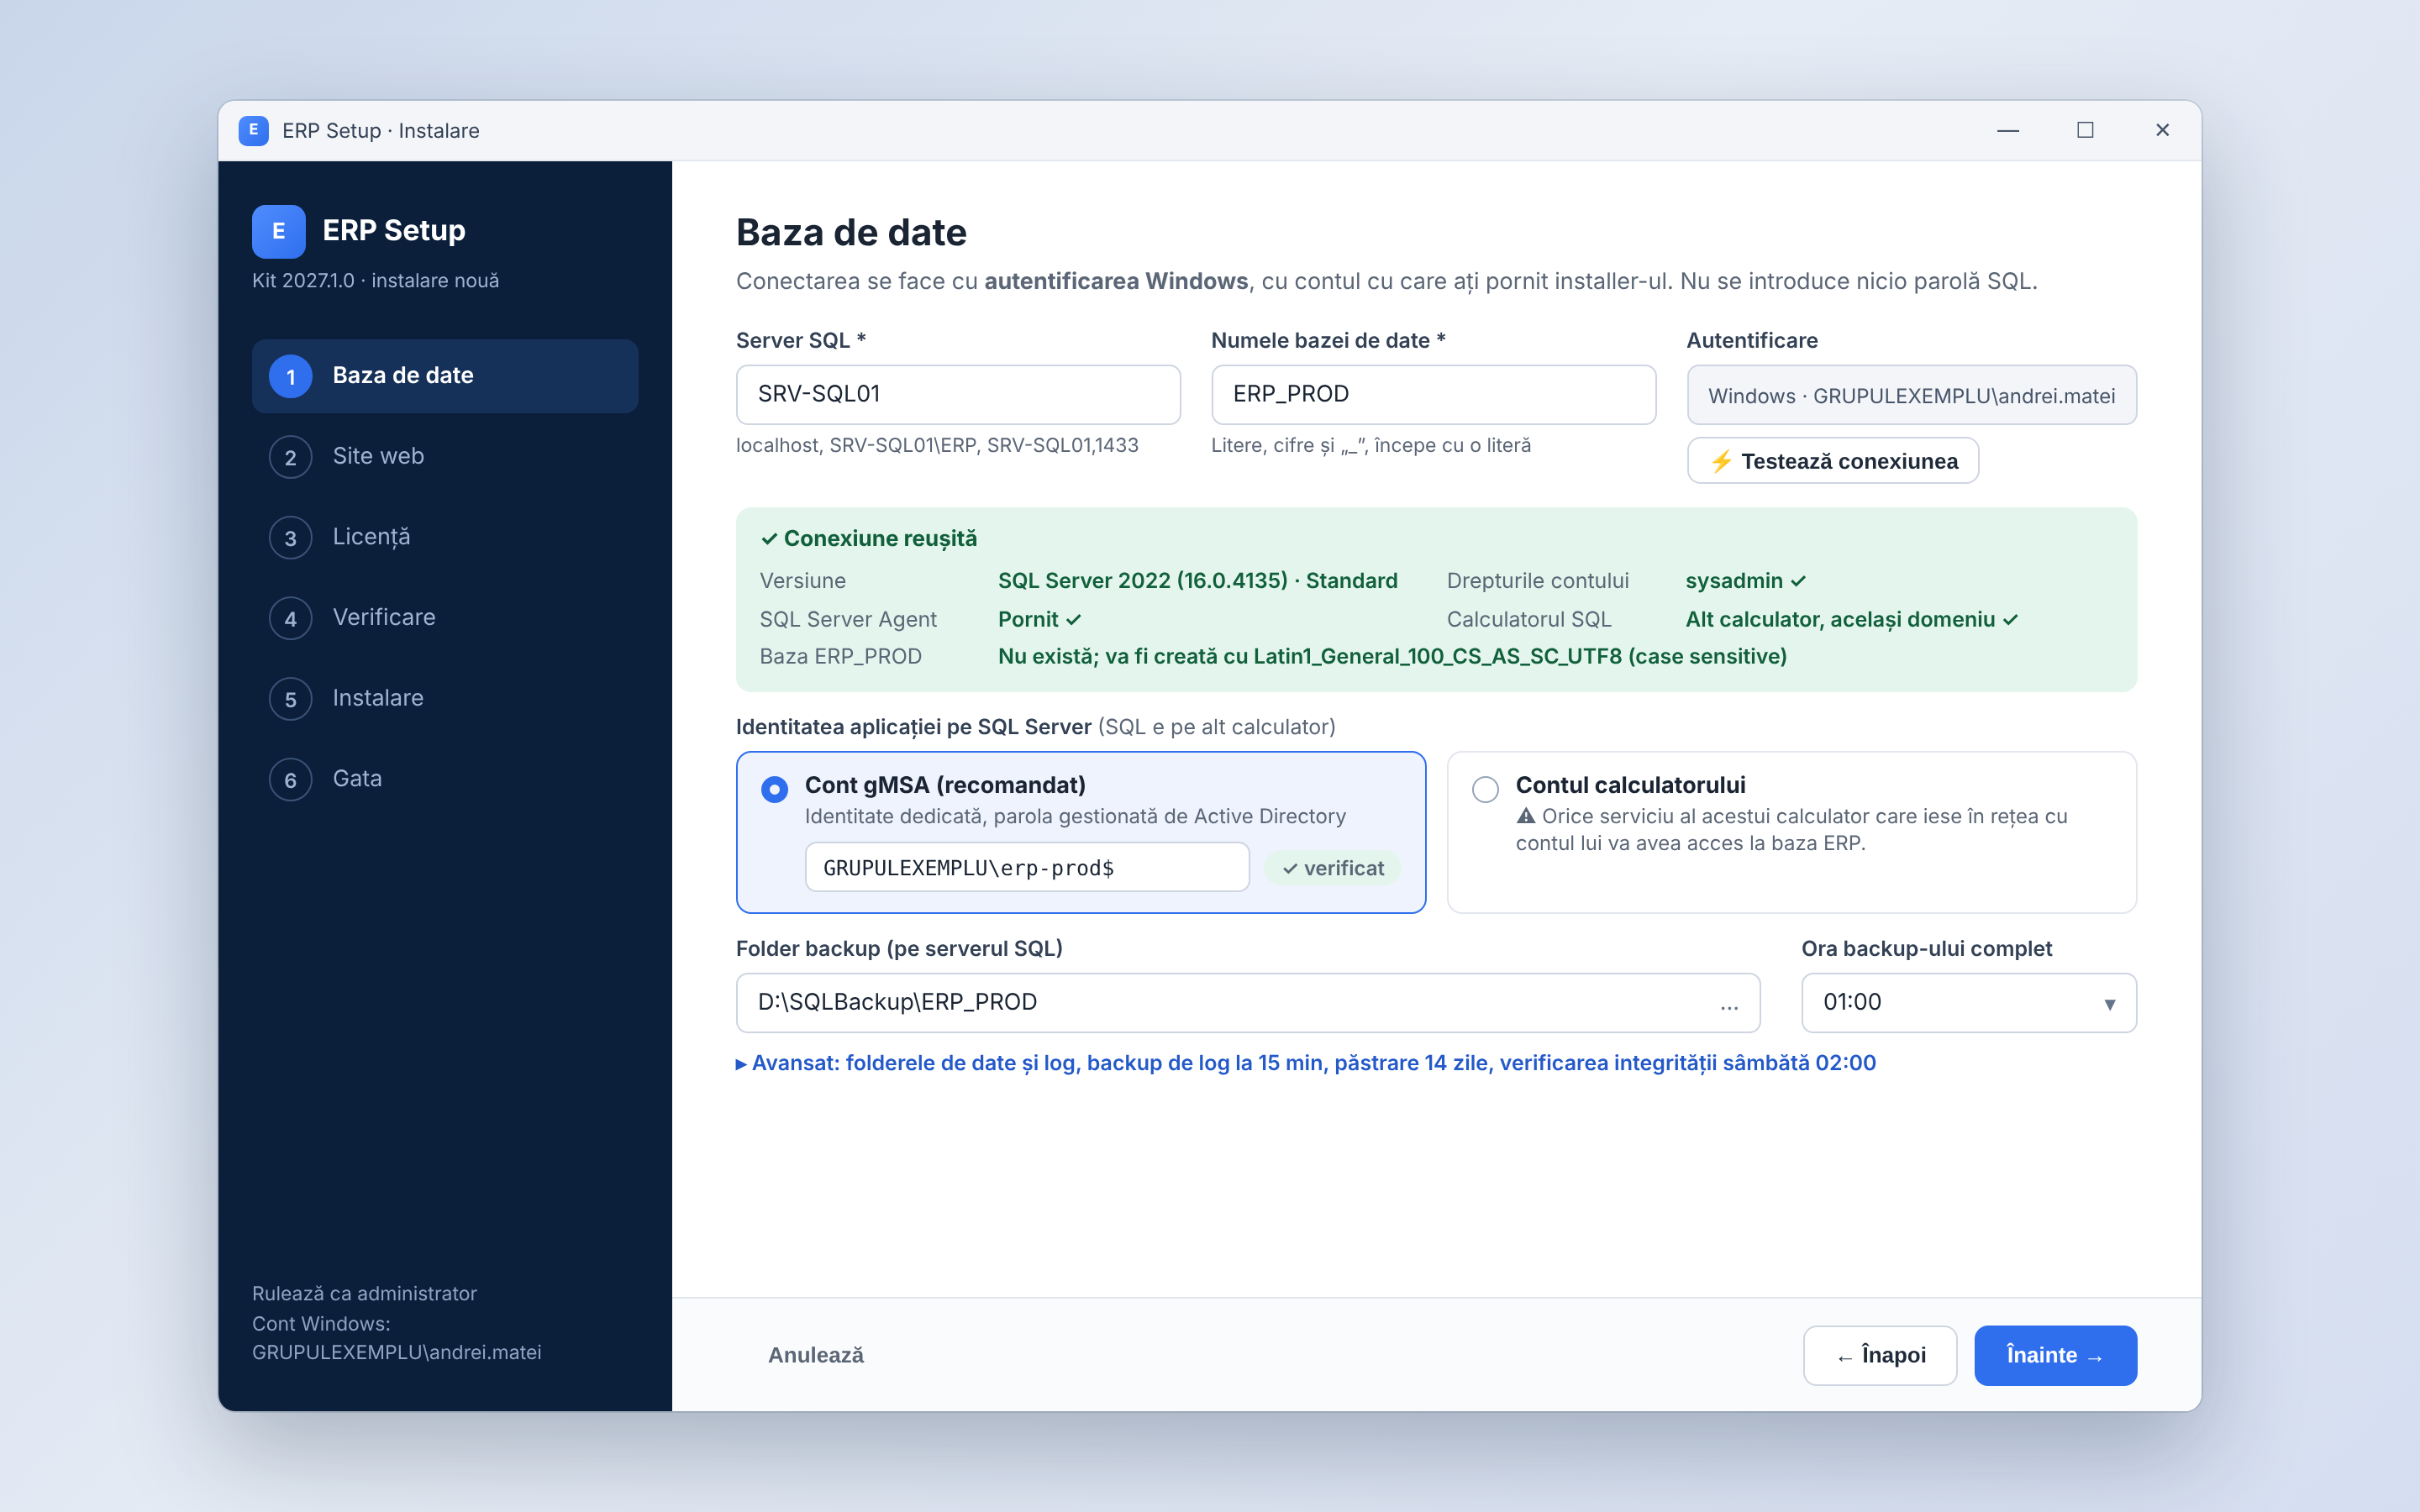 E ERP Setup · Instalare
E ERP Setup
Kit 2027.1.0 · instalare nouă
1 Baza de date
2 Site web
3 Licență
4 Verificare
5 Instalare
6 Gata
Rulează ca administrator
Cont Windows:
GRUPULEXEMPLU\andrei.matei
Baza de date
Conectarea se face cu autentificarea Windows, cu contul cu care ați pornit installer-ul. Nu se introduce nicio parolă SQL.
Server SQL *
SRV-SQL01
localhost, SRV-SQL01\ERP, SRV-SQL01,1433
Numele bazei de date *
ERP_PROD
Litere, cifre și „_”, începe cu o literă
Autentificare
Windows · GRUPULEXEMPLU\andrei.matei
⚡ Testează conexiunea
✓ Conexiune reușită
Versiune SQL Server 2022 (16.0.4135) · Standard Drepturile contului sysadmin ✓
SQL Server Agent Pornit ✓ Calculatorul SQL Alt calculator, același domeniu ✓
Baza ERP_PROD Nu există; va fi creată cu Latin1_General_100_CS_AS_SC_UTF8 (case sensitive)
Identitatea aplicației pe SQL Server (SQL e pe alt calculator)
Cont gMSA (recomandat)
Identitate dedicată, parola gestionată de Active Directory
GRUPULEXEMPLU\erp-prod$ ✓ verificat
Contul calculatorului
⚠ Orice serviciu al acestui calculator care iese în rețea cu
contul lui va avea acces la baza ERP.
Folder backup (pe serverul SQL)
D:\SQLBackup\ERP_PROD ...
Ora backup-ului complet
01:00 ▾
▸ Avansat: folderele de date și log, backup de log la 15 min, păstrare 14 zile, verificarea integrității sâmbătă 02:00
Anulează
← Înapoi
Înainte →